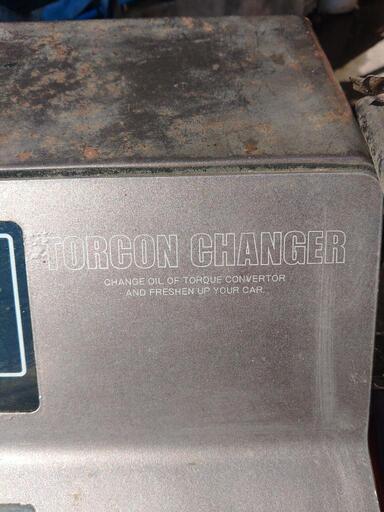 TORCON CHANGER
CHANGE OIL OF TORQUE CONVERTOR
AND FRESHEN UP YOUR CAR.